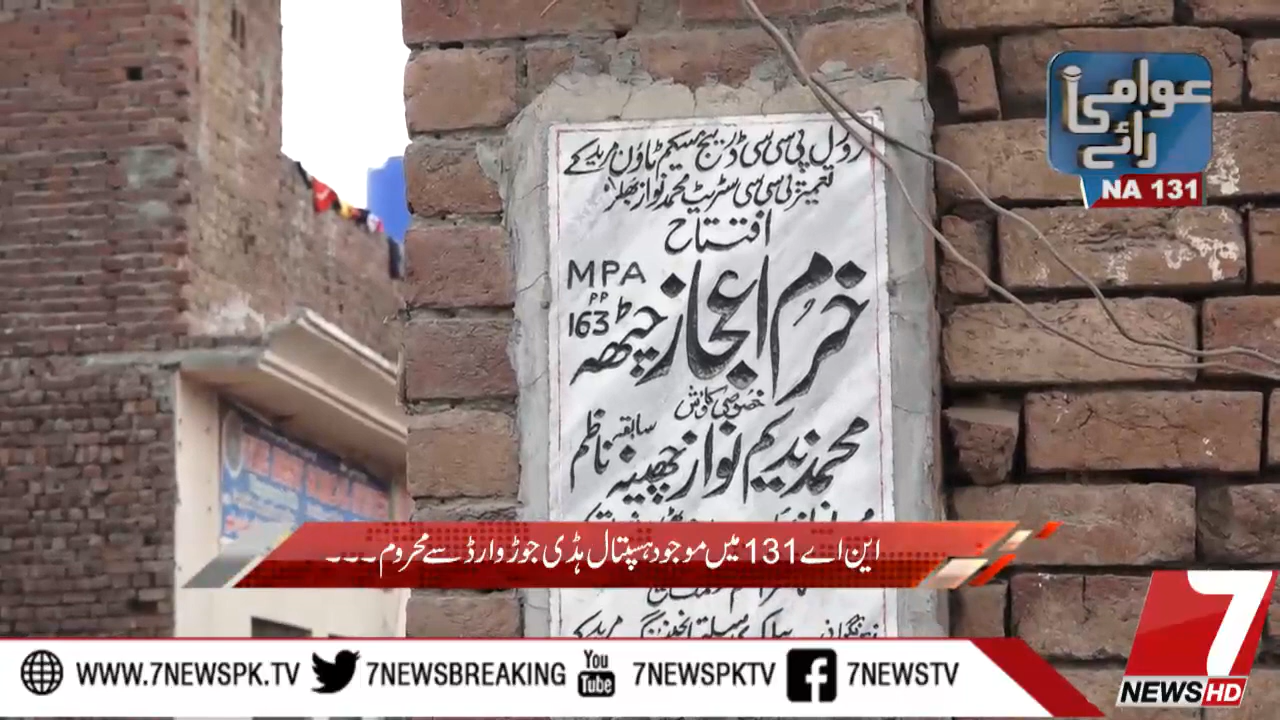 عوامی
رائے
NA 131
رورل پی سی سی ڈرینج سکیم ٹاؤن مریدکے
تعمیر پی سی سی سٹریٹ محمد نواز بھلر
افتتاح
خرم اعجاز چٹھہ MPA PP 163
خصوصی کاوش
محمد ندیم نواز چھینہ سابقہ ناظم
این اے 131 میں موجود ہسپتال ہڈی جوڑ وارڈ سے محروم ۔۔۔
7
NEWS HD
WWW.7NEWSPK.TV 7NEWSBREAKING You Tube 7NEWSPKTV f 7NEWSTV